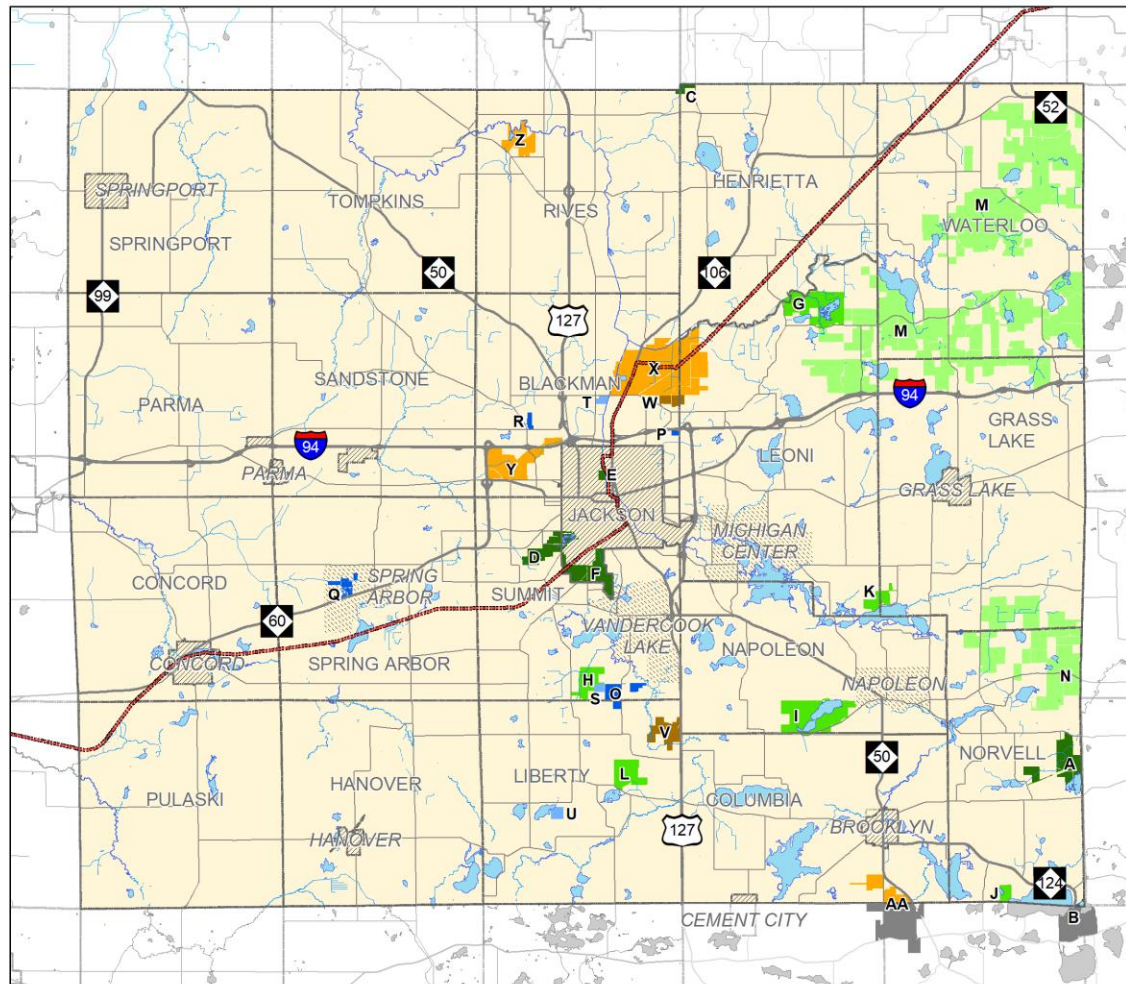 C
52
Z
HENRIETTA
SPRINGPORT
TOMPKINS
RIVES
M
WATERLOO
SPRINGPORT
50
106
99
127
G
M
SANDSTONE
BLACKMAN
X
PARMA
T
W
94
R
P
GRASS
LAKE
94
PARMA
Y
E
LEONI
GRASS LAKE
JACKSON
MICHIGAN
CENTER
D
F
CONCORD
SPRING
ARBOR
Q
SUMMIT
K
60
VANDERCOOK
LAKE
NAPOLEON
CONCORD
SPRING ARBOR
H
S
O
NAPOLEON
N
I
V
NORVELL
A
50
HANOVER
LIBERTY
L
PULASKI
COLUMBIA
U
BROOKLYN
HANOVER
127
124
J
AA
CEMENT CITY
B